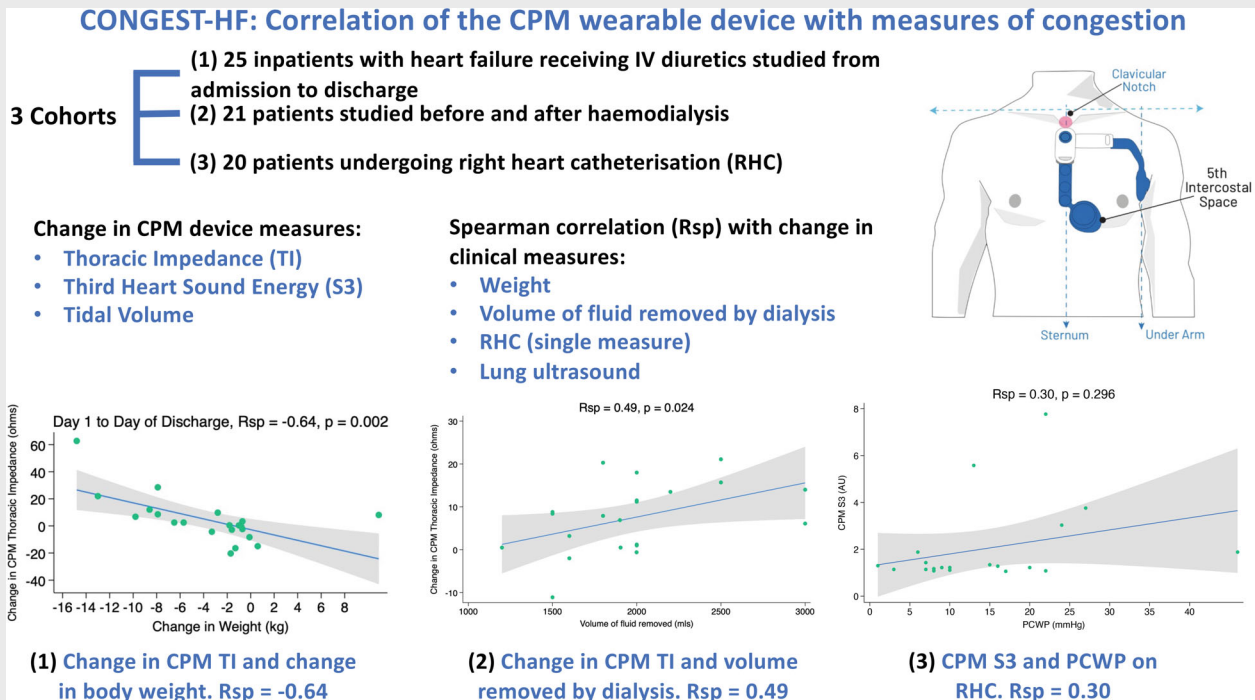 CONGEST-HF: Correlation of the CPM wearable device with measures of congestion
3 Cohorts
(1) 25 inpatients with heart failure receiving IV diuretics studied from
admission to discharge
(2) 21 patients studied before and after haemodialysis
(3) 20 patients undergoing right heart catheterisation (RHC)
Clavicular
Notch
5th
Intercostal
Space
Sternum
Under Arm
Change in CPM device measures:
• Thoracic Impedance (TI)
• Third Heart Sound Energy (S3)
• Tidal Volume
Spearman correlation (Rsp) with change in
clinical measures:
• Weight
• Volume of fluid removed by dialysis
• RHC (single measure)
• Lung ultrasound
Day 1 to Day of Discharge, Rsp = -0.64, p = 0.002
Change in CPM Thoracic Impedance (ohms)
60
40
20
0
-20
-40
-16 -14 -12 -10 -8 -6 -4 -2 0 2 4 6 8
Change in Weight (kg)
(1) Change in CPM TI and change
in body weight. Rsp = -0.64
Rsp = 0.49, p = 0.024
Change in CPM Thoracic Impedance (ohms)
30
20
10
0
-10
1000 1500 2000 2500 3000
Volume of fluid removed (mls)
(2) Change in CPM TI and volume
removed by dialysis. Rsp = 0.49
Rsp = 0.30, p = 0.296
CPM S3 (AU)
8
6
4
2
0
0 5 10 15 20 25 30 35 40
PCWP (mmHg)
(3) CPM S3 and PCWP on
RHC. Rsp = 0.30